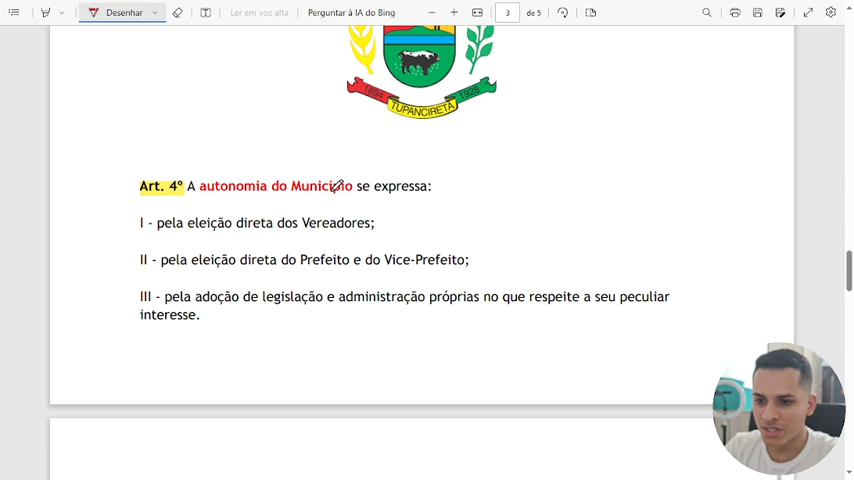 Desenhar
Ler em voz alta
Perguntar à IA do Bing
3
de 5
1894
TUPANCIRETÃ
1928
Art. 4º A autonomia do Município se expressa:
I - pela eleição direta dos Vereadores;
II - pela eleição direta do Prefeito e do Vice-Prefeito;
III - pela adoção de legislação e administração próprias no que respeite a seu peculiar
interesse.